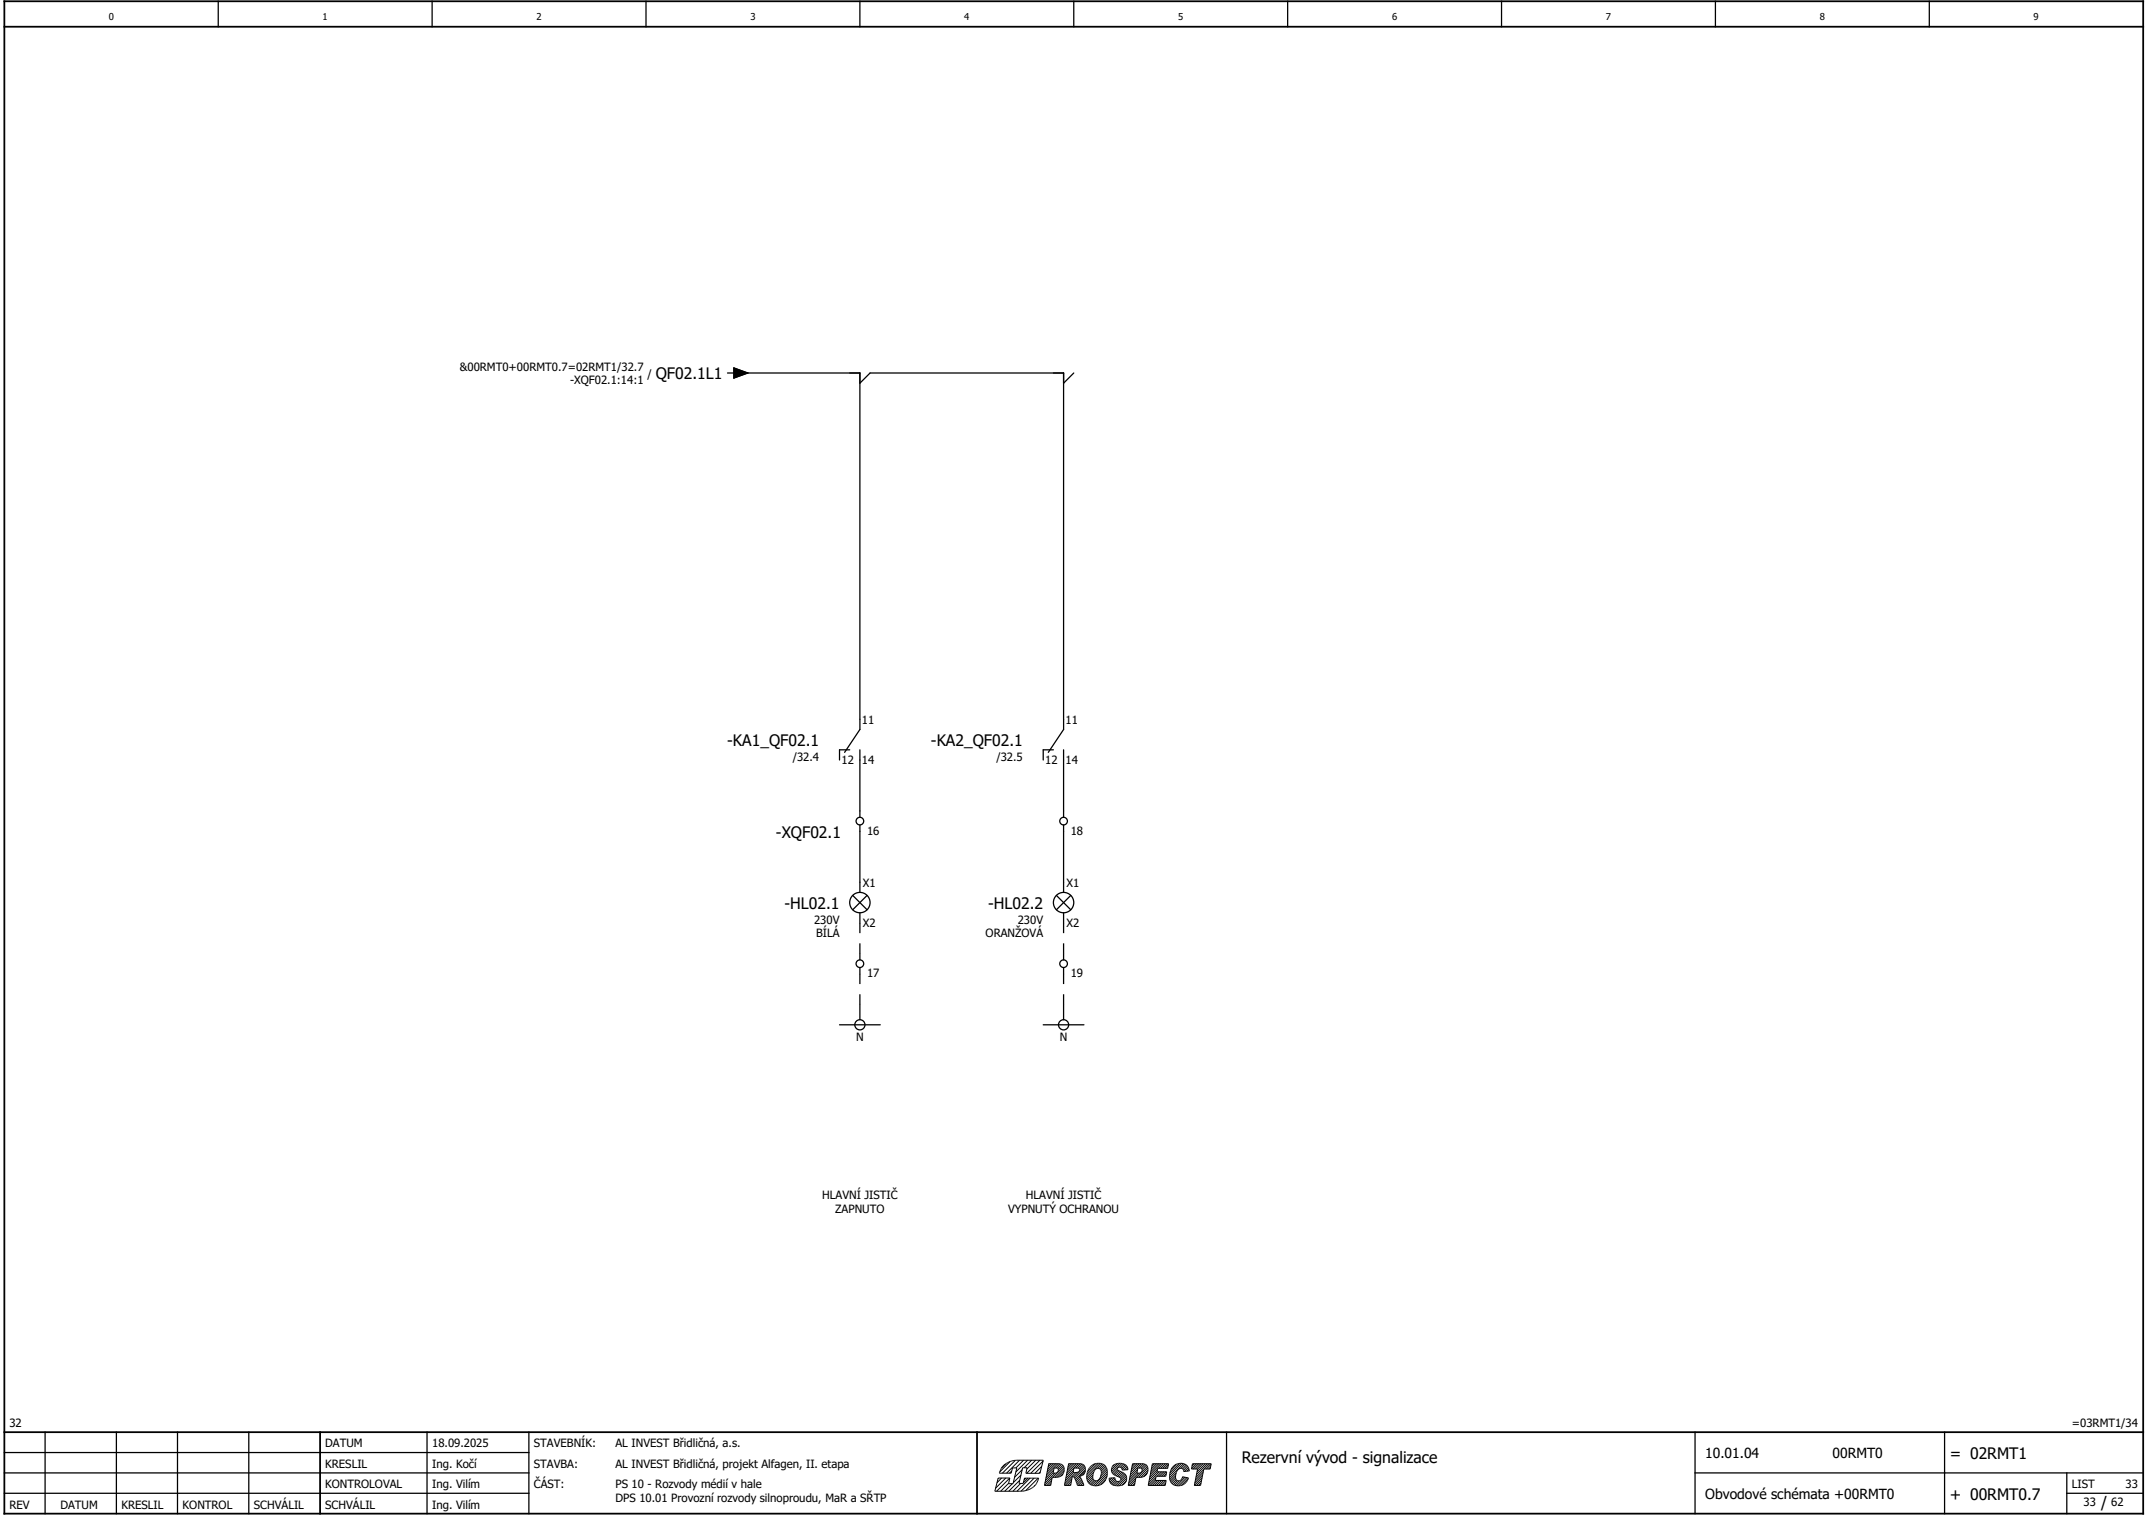 0 1 2 3 4 5 6 7 8 9
&00RMT0+00RMT0.7=02RMT1/32.7
-XQF02.1:14:1 / QF02.1L1
11 11
-KA1_QF02.1 -KA2_QF02.1
/32.4 12 14 /32.5 12 14
-XQF02.1 16 18
X1 X1
-HL02.1 -HL02.2
230V X2 230V X2
BÍLÁ ORANŽOVÁ
17 19
N N
HLAVNÍ JISTIČ HLAVNÍ JISTIČ
ZAPNUTO VYPNUTÝ OCHRANOU
32 =03RMT1/34
DATUM 18.09.2025 STAVEBNÍK: AL INVEST Břidličná, a.s.
KRESLIL Ing. Kočí STAVBA: AL INVEST Břidličná, projekt Alfagen, II. etapa
KONTROLOVAL Ing. Vilím ČÁST: PS 10 - Rozvody médií v hale
DPS 10.01 Provozní rozvody silnoproudu, MaR a SŘTP
REV DATUM KRESLIL KONTROL SCHVÁLIL SCHVÁLIL Ing. Vilím
PROSPECT
Rezervní vývod - signalizace
10.01.04 00RMT0 = 02RMT1
Obvodové schémata +00RMT0 + 00RMT0.7
LIST 33
33 / 62